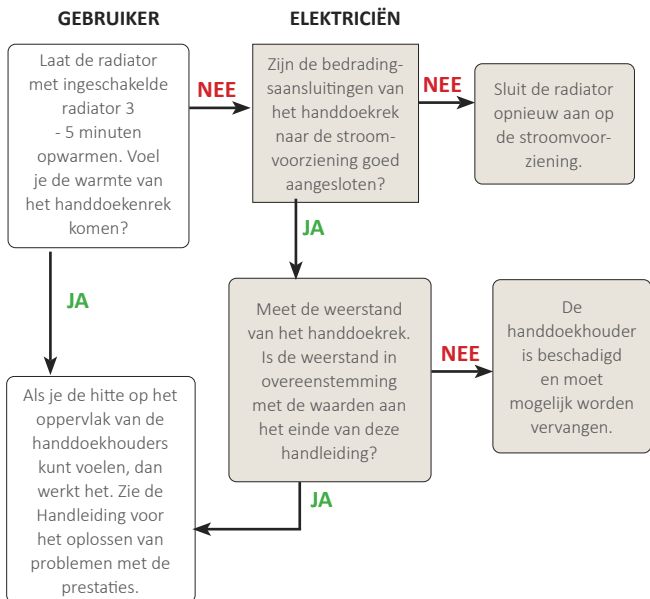 GEBRUIKER
ELEKTRICIËN
Laat de radiator
met ingeschakelde
radiator 3
- 5 minuten
opwarmen. Voel
je de warmte van
het handdoekenrek
komen?
NEE
Zijn de bedrading-
saansluitingen van
het handdoekrek
naar de stroom-
voorziening goed
aangesloten?
NEE
Sluit de radiator
opnieuw aan op
de stroomvoor-
ziening.
JA
JA
Meet de weerstand
van het handdoekrek.
Is de weerstand in
overeenstemming
met de waarden aan
het einde van deze
handleiding?
NEE
De
handdoekhouder
is beschadigd
en moet
mogelijk worden
vervangen.
Als je de hitte op het
oppervlak van de
handdoekhouders
kunt voelen, dan
werkt het. Zie de
Handleiding voor
het oplossen van
problemen met de
prestaties.
JA